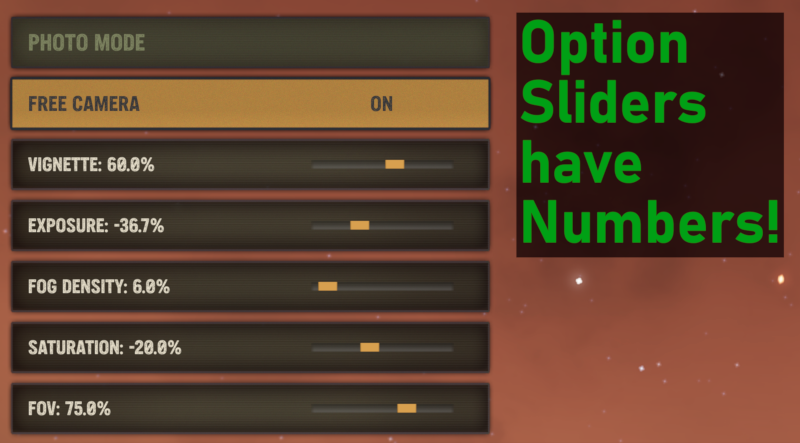 PHOTO MODE
FREE CAMERA ON
VIGNETTE: 60.0%
EXPOSURE: -36.7%
FOG DENSITY: 6.0%
SATURATION: -20.0%
FOV: 75.0%
Option
Sliders
have
Numbers!